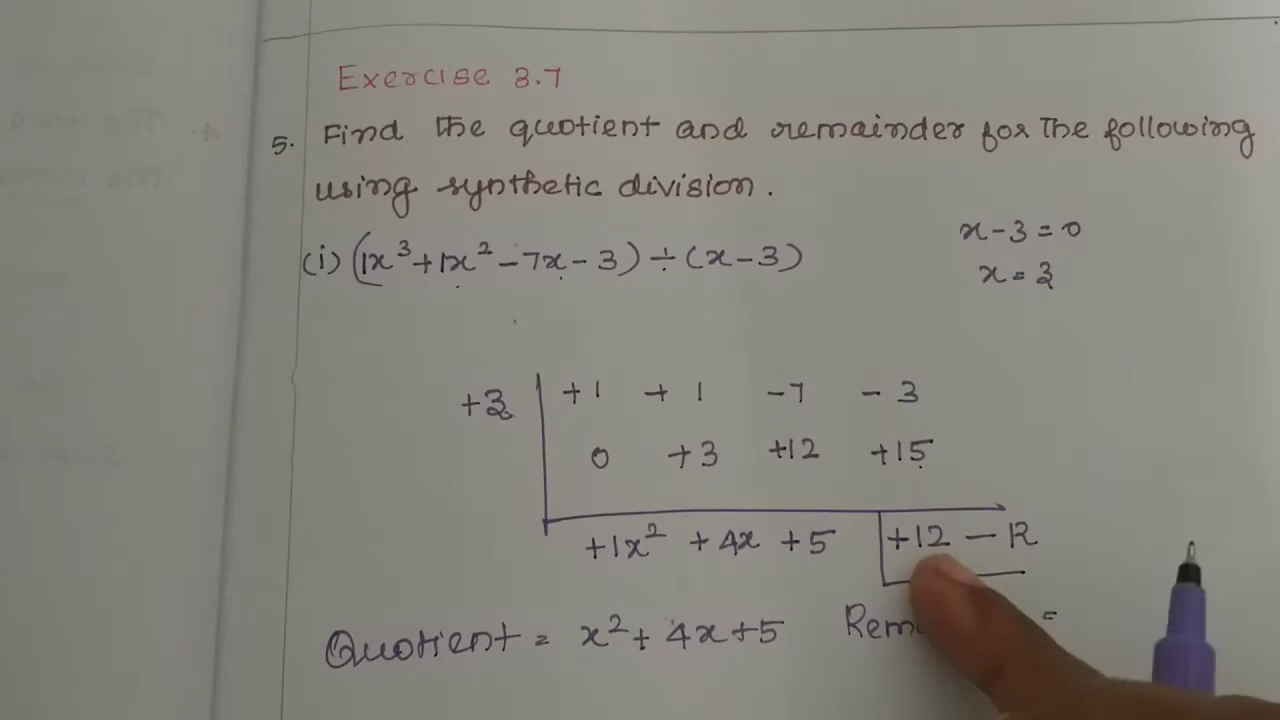 Exercise 3.7
5. Find the quotient and remainder for the following
using synthetic division.
(i) (1x³ + 1x² - 7x - 3) ÷ (x - 3)
x - 3 = 0
x = 3
+3 | +1 + 1 -7 - 3
0 + 3 +12 +15
+1x² + 4x + 5 +12 - R
Quotient = x² + 4x + 5 =